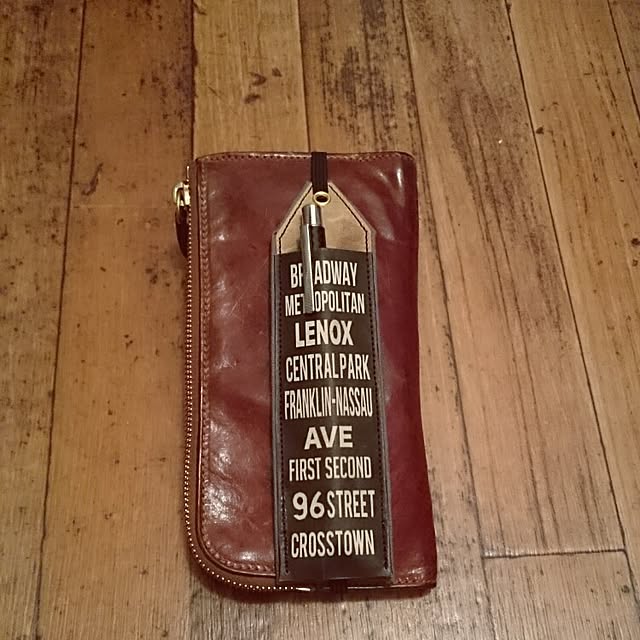 BROADWAY
METROPOLITAN
LENOX
CENTRAL PARK
FRANKLIN-NASSAU
AVE
FIRST SECOND
96 STREET
CROSSTOWN